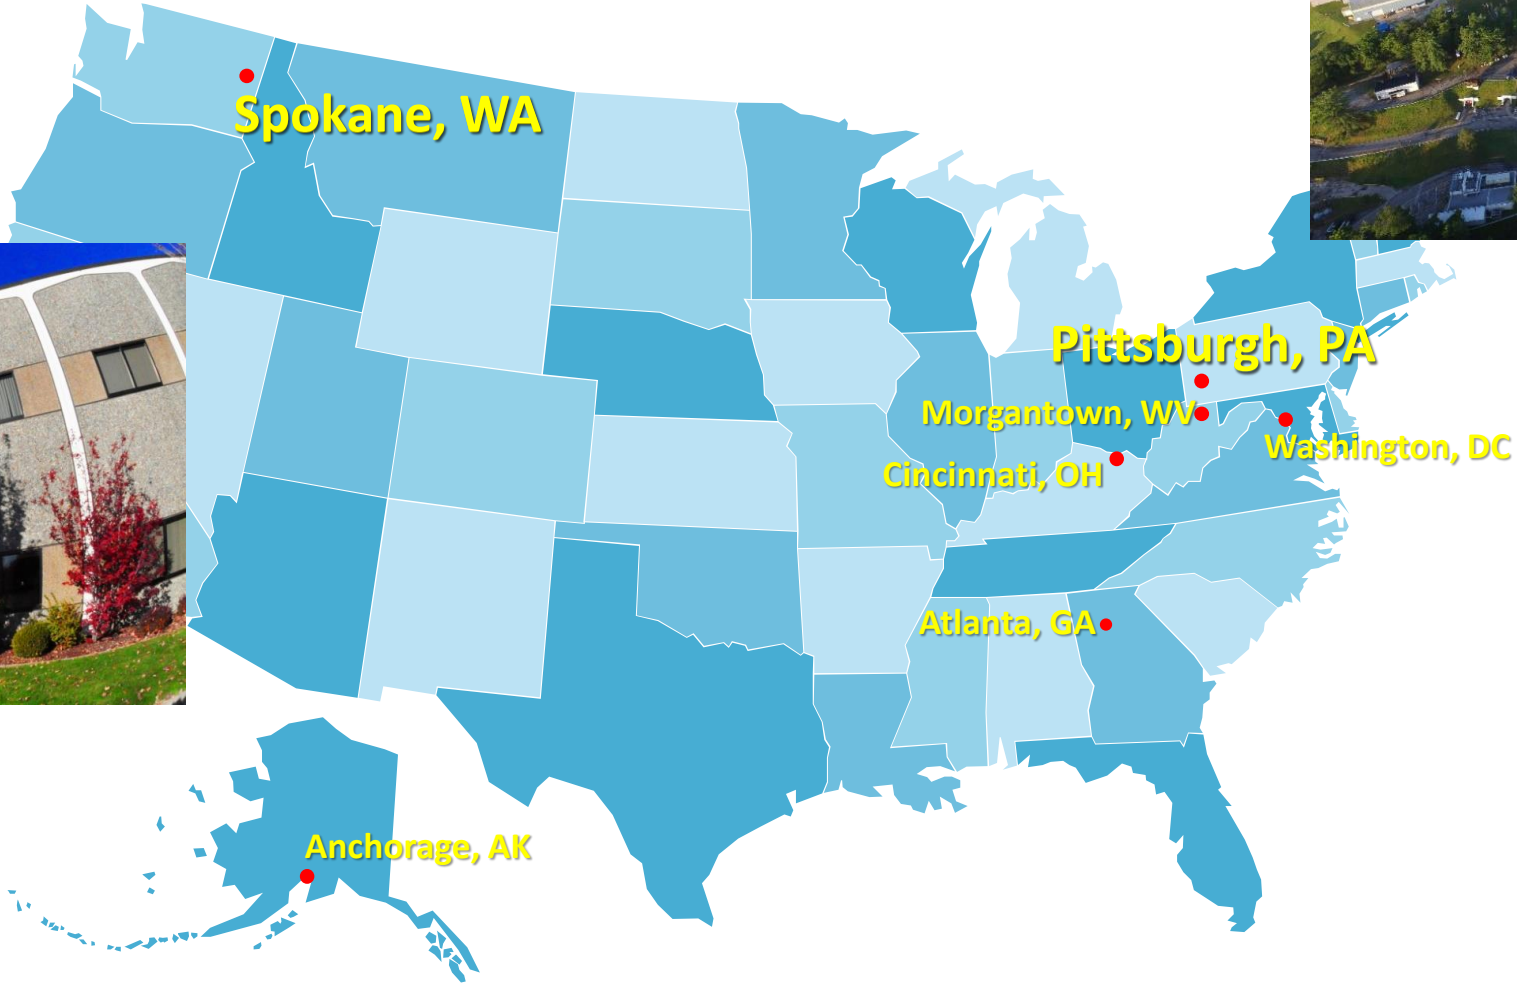 Spokane, WA
Pittsburgh, PA
Morgantown, WV
Washington, DC
Cincinnati, OH
Atlanta, GA
Anchorage, AK